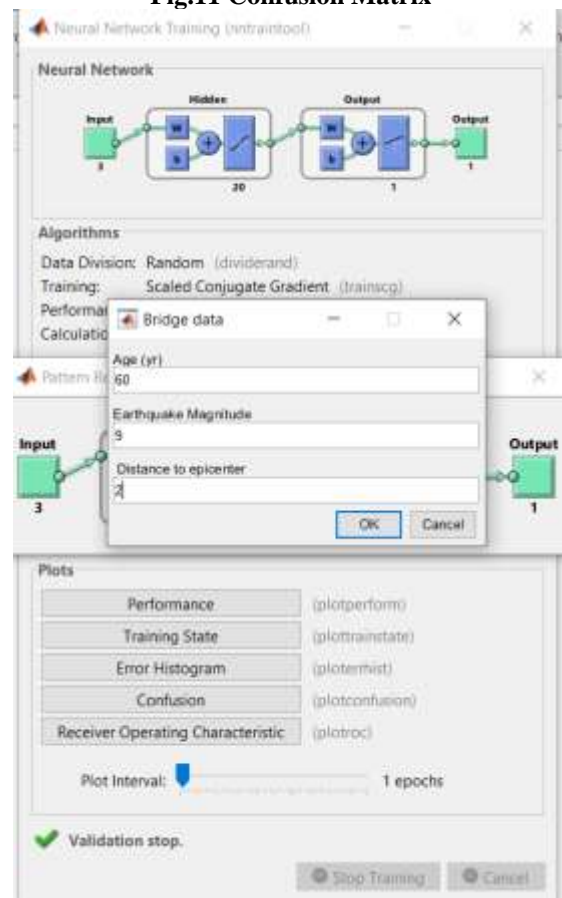 Fig.11 Confusion Matrix
Neural Network Training (nntraintool)
Neural Network
Hidden
Output
Input
Output
W
b
+
W
b
+
3
20
1
1
Algorithms
Data Division: Random (dividerand)
Training: Scaled Conjugate Gradient (trainscg)
Bridge data
Age (yr)
60
Earthquake Magnitude
9
Distance to epicenter
2
OK Cancel
Input
Output
3
1
Plots
Performance (plotperform)
Training State (plottrainstate)
Error Histogram (ploterrhist)
Confusion (plotconfusion)
Receiver Operating Characteristic (plotroc)
Plot Interval: 1 epochs
Validation stop.
Stop Training Cancel